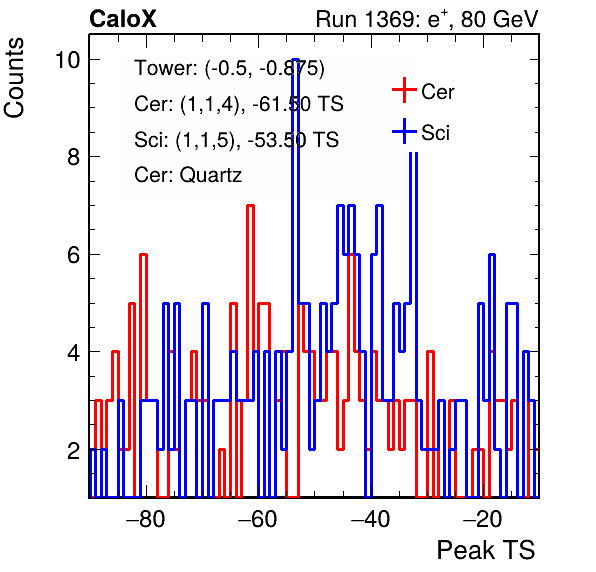 CaloX Run 1369: e⁺, 80 GeV
Counts
10
8
6
4
2
Tower: (-0.5, -0.875)
Cer: (1,1,4), -61.50 TS
Sci: (1,1,5), -53.50 TS
Cer: Quartz
Cer
Sci
−80 −60 −40 −20
Peak TS